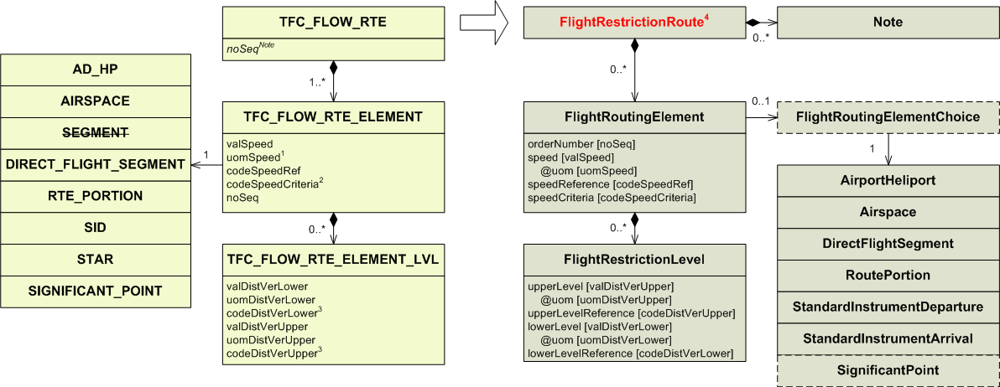 TFC_FLOW_RTE
noSeqNote
1..*
AD_HP
AIRSPACE
SEGMENT
DIRECT_FLIGHT_SEGMENT
RTE_PORTION
SID
STAR
SIGNIFICANT_POINT
1
TFC_FLOW_RTE_ELEMENT
valSpeed
uomSpeed1
codeSpeedRef
codeSpeedCriteria2
noSeq
0..*
TFC_FLOW_RTE_ELEMENT_LVL
valDistVerLower
uomDistVerLower
codeDistVerLower3
valDistVerUpper
uomDistVerUpper
codeDistVerUpper3
FlightRestrictionRoute4
0..*
Note
0..*
FlightRoutingElement
orderNumber [noSeq]
speed [valSpeed]
@uom [uomSpeed]
speedReference [codeSpeedRef]
speedCriteria [codeSpeedCriteria]
0..1
FlightRoutingElementChoice
1
0..*
FlightRestrictionLevel
upperLevel [valDistVerUpper]
@uom [uomDistVerUpper]
upperLevelReference [codeDistVerUpper]
lowerLevel [valDistVerLower]
@uom [uomDistVerLower]
lowerLevelReference [codeDistVerLower]
AirportHeliport
Airspace
DirectFlightSegment
RoutePortion
StandardInstrumentDeparture
StandardInstrumentArrival
SignificantPoint